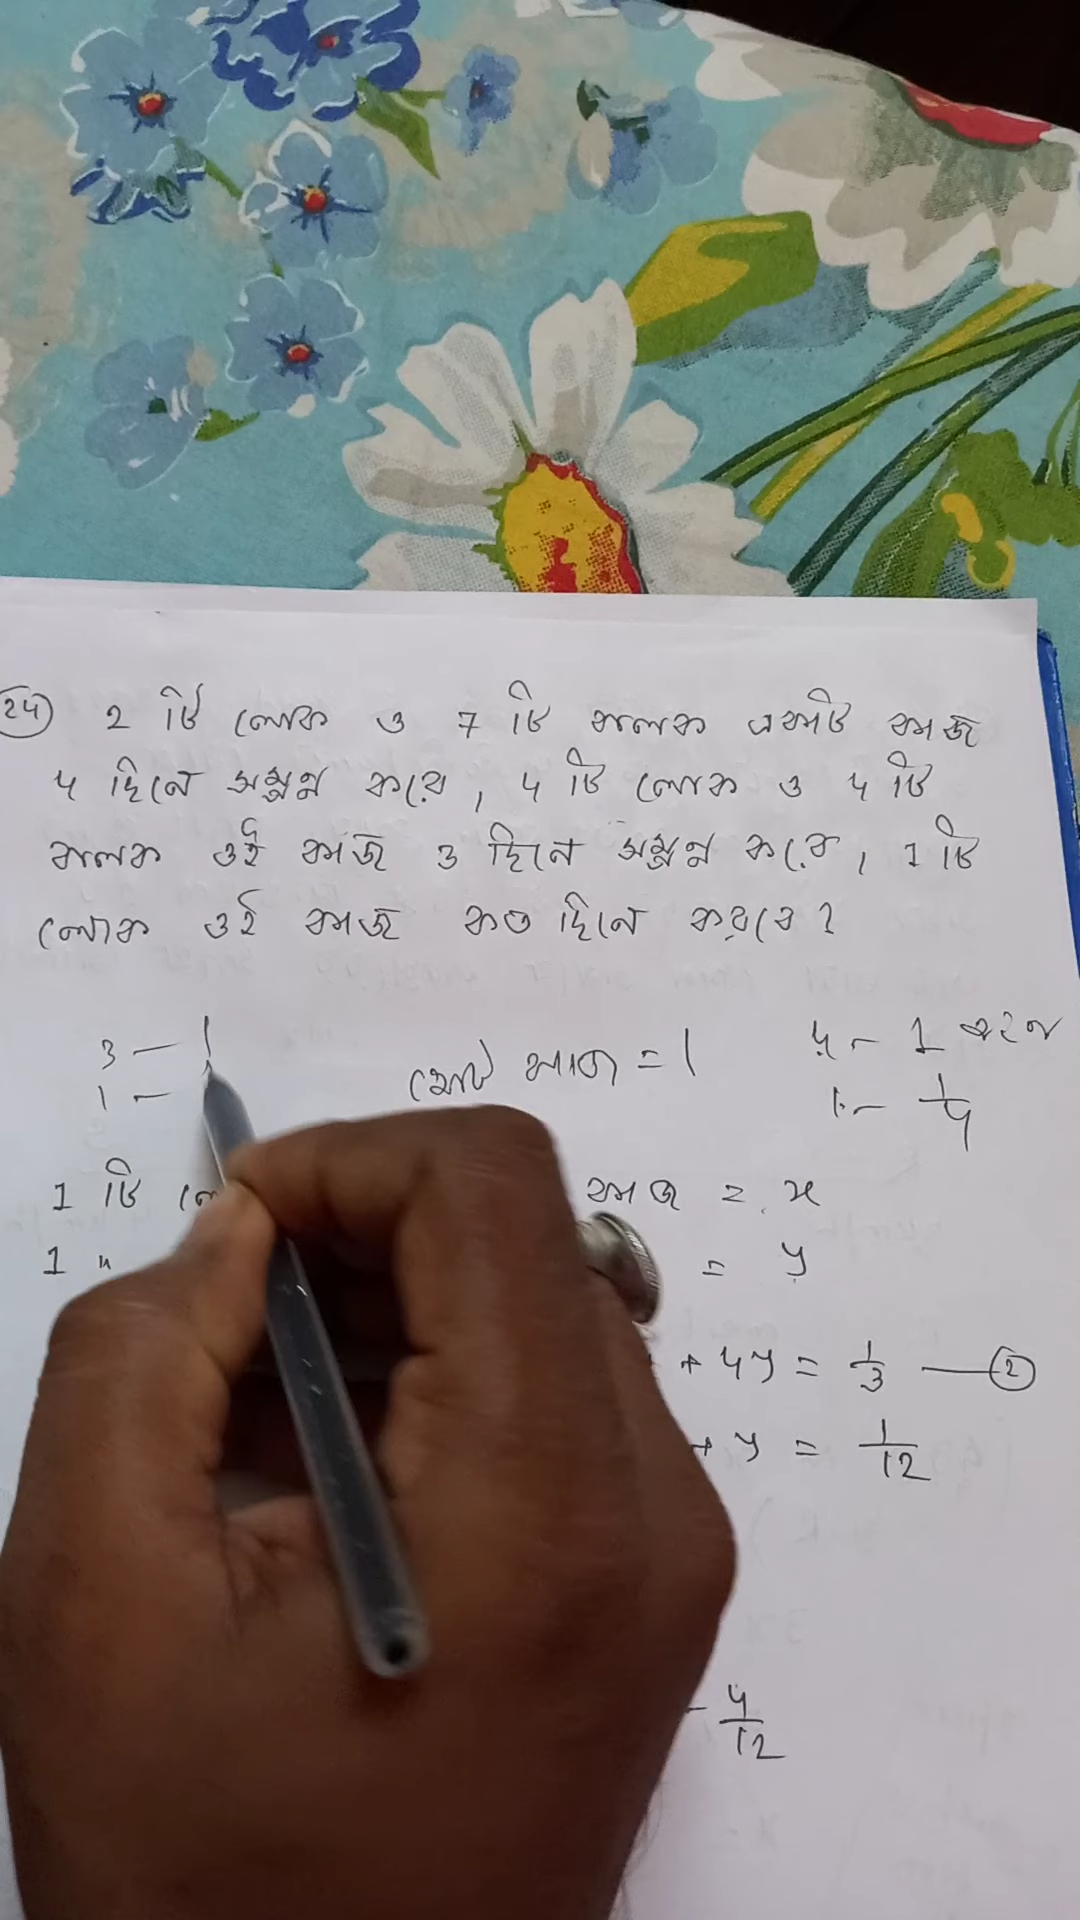 24 2 টি লোক ও 7 টি বালক একটি কাজ
4 দিনে সম্পন্ন করে, 4 টি লোক ও 4 টি
বালক ওই কাজ 3 দিনে সম্পন্ন করে, 1 টি
লোক ওই কাজ কত দিনে করবে?
3 — 1
1 —
মোট কাজ = 1
4 — 1 অংশ
1 — 1/4
1 টি কাজ = x
1 " = y
+ 4y = 1/3 — 2
+ y = 1/12
- 4/12